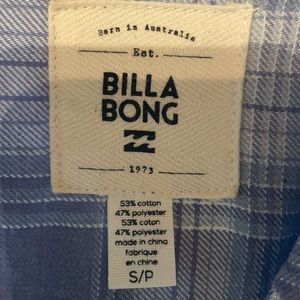 Born in Australia
Est.
BILLA
BONG
1973
53% cotton
47% polyester
53% coton
47% polyester
made in china
fabrique
en chine
S/P